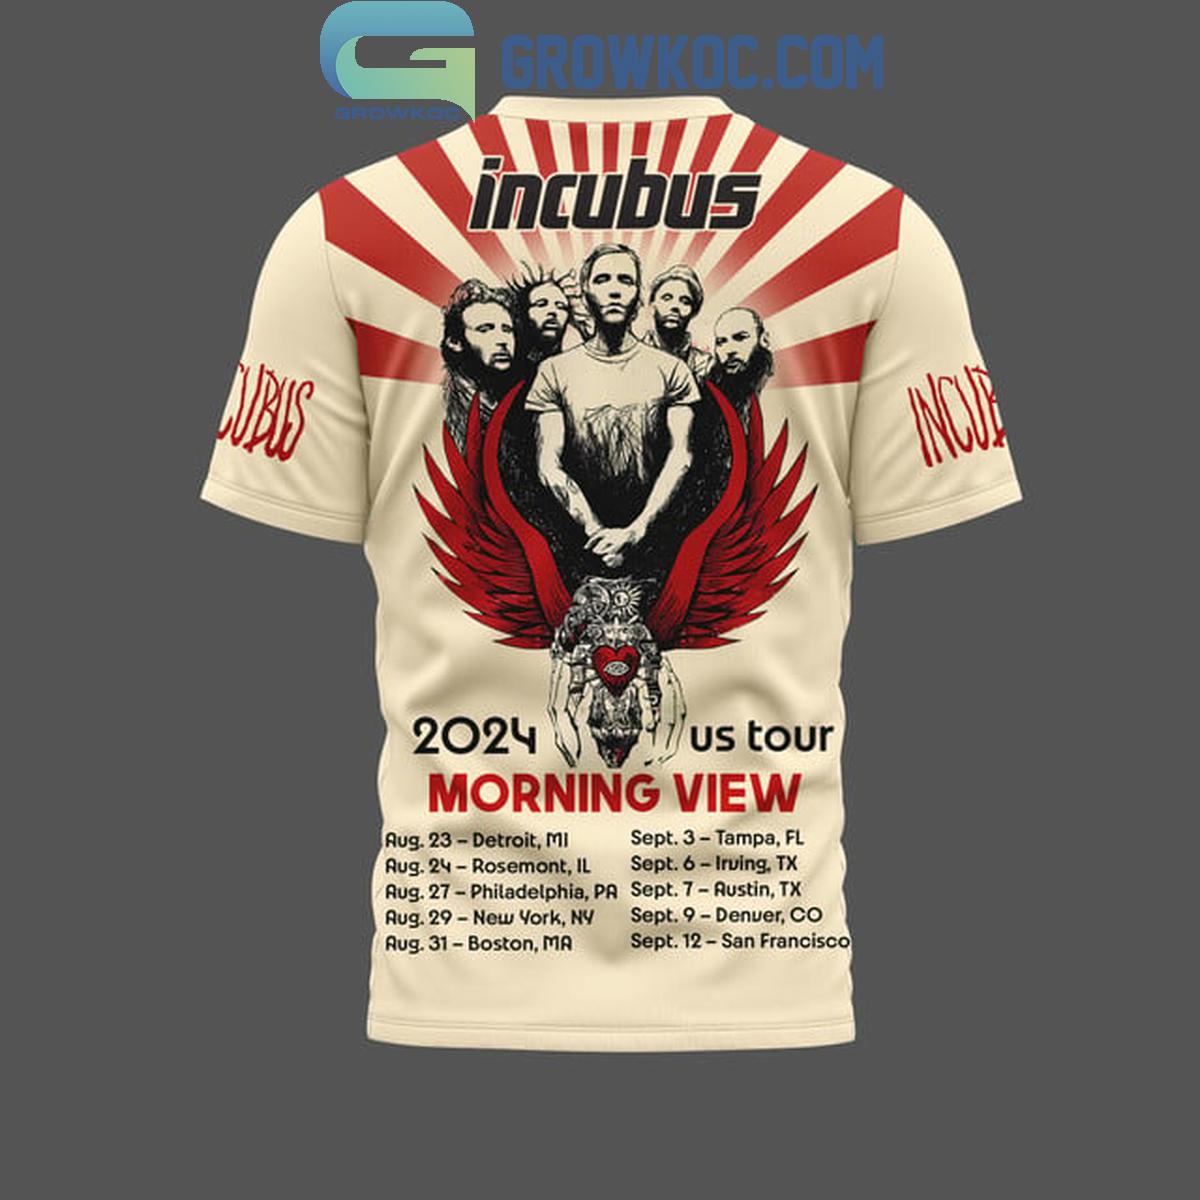 GROWKOC.COM
GROWKOC
incubus
CUBUS
INCUB
2024 us tour
MORNING VIEW
Aug. 23 – Detroit, MI
Aug. 24 – Rosemont, IL
Aug. 27 – Philadelphia, PA
Aug. 29 – New York, NY
Aug. 31 – Boston, MA
Sept. 3 – Tampa, FL
Sept. 6 – Irving, TX
Sept. 7 – Austin, TX
Sept. 9 – Denver, CO
Sept. 12 – San Francisco